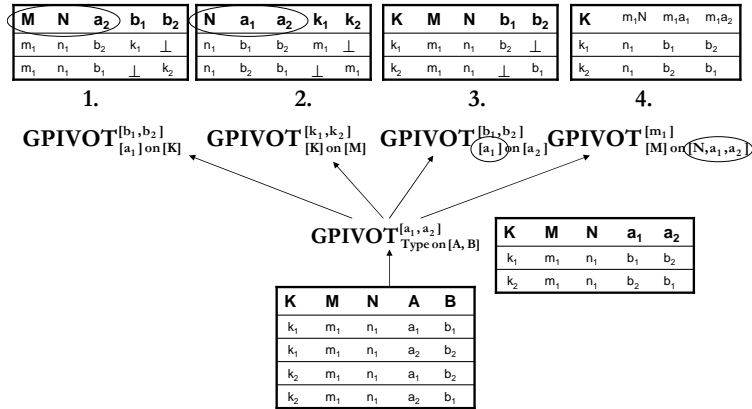 M N a₂ b₁ b₂
m₁ n₁ b₂ k₁ ⊥
m₁ n₁ b₁ ⊥ k₂
N a₁ a₂ k₁ k₂
n₁ b₁ b₂ m₁ ⊥
n₁ b₂ b₁ ⊥ m₁
K M N b₁ b₂
k₁ m₁ n₁ b₂ ⊥
k₂ m₁ n₁ ⊥ b₁
K m₁N m₁a₁ m₁a₂
k₁ n₁ b₁ b₂
k₂ n₁ b₂ b₁
1. 2. 3. 4.
GPIVOT [b₁,b₂] [a₁] on [K]
GPIVOT [k₁,k₂] [K] on [M]
GPIVOT [b₁,b₂] [a₁] on [a₂]
GPIVOT [m₁] [M] on [N,a₁,a₂]
GPIVOT [a₁,a₂] Type on [A, B]
K M N a₁ a₂
k₁ m₁ n₁ b₁ b₂
k₂ m₁ n₁ b₂ b₁
K M N A B
k₁ m₁ n₁ a₁ b₁
k₁ m₁ n₁ a₂ b₂
k₂ m₁ n₁ a₁ b₂
k₂ m₁ n₁ a₂ b₁